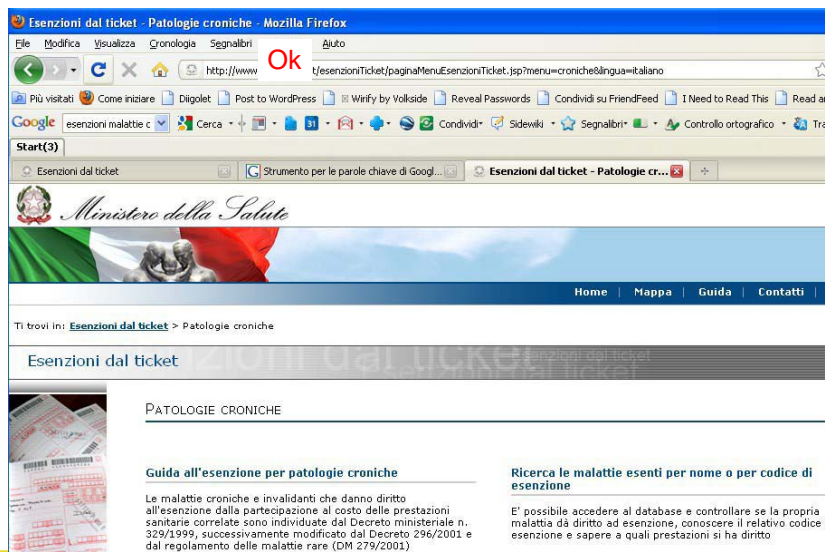 Esenzioni dal ticket - Patologie croniche - Mozilla Firefox
File Modifica Visualizza Cronologia Segnalibri Aiuto
Ok
http://www t/esenzioniTicket/paginaMenuEsenzioniTicket.jsp?menu=croniche&lingua=italiano
Più visitati Come iniziare Diigolet Post to WordPress Wirify by Volkside Reveal Passwords Condividi su FriendFeed I Need to Read This Read ar
Google esenzioni malattie c Cerca 31 Condividi Sidewiki Segnalibri Controllo ortografico Tra
Start(3)
Esenzioni dal ticket Strumento per le parole chiave di Googl... Esenzioni dal ticket - Patologie cr...
Ministero della Salute
Home | Mappa | Guida | Contatti |
Ti trovi in: Esenzioni dal ticket > Patologie croniche
Esenzioni dal ticket
PATOLOGIE CRONICHE
Guida all'esenzione per patologie croniche
Le malattie croniche e invalidanti che danno diritto
all'esenzione dalla partecipazione al costo delle prestazioni
sanitarie correlate sono individuate dal Decreto ministeriale n.
329/1999, successivamente modificato dal Decreto 296/2001 e
dal regolamento delle malattie rare (DM 279/2001)
Ricerca le malattie esenti per nome o per codice di
esenzione
E' possibile accedere al database e controllare se la propria
malattia dà diritto ad esenzione, conoscere il relativo codice
esenzione e sapere a quali prestazioni si ha diritto